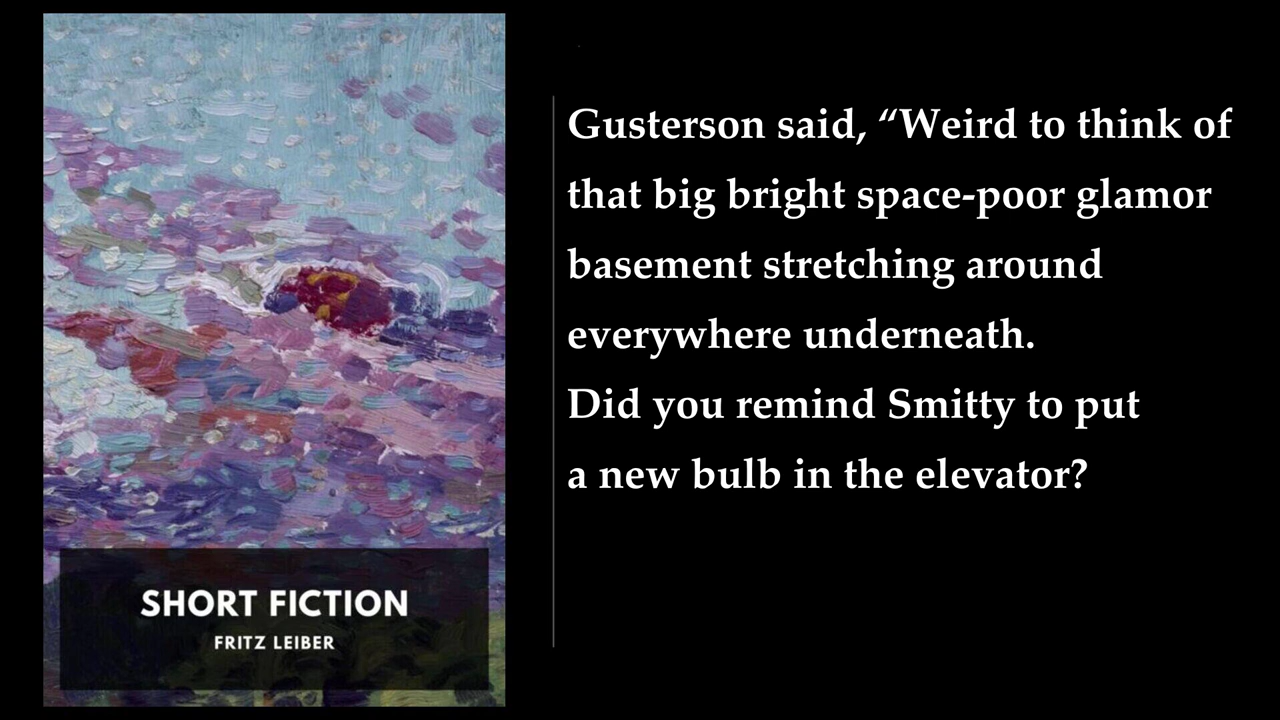 SHORT FICTION
FRITZ LEIBER
Gusterson said, “Weird to think of
that big bright space-poor glamor
basement stretching around
everywhere underneath.
Did you remind Smitty to put
a new bulb in the elevator?